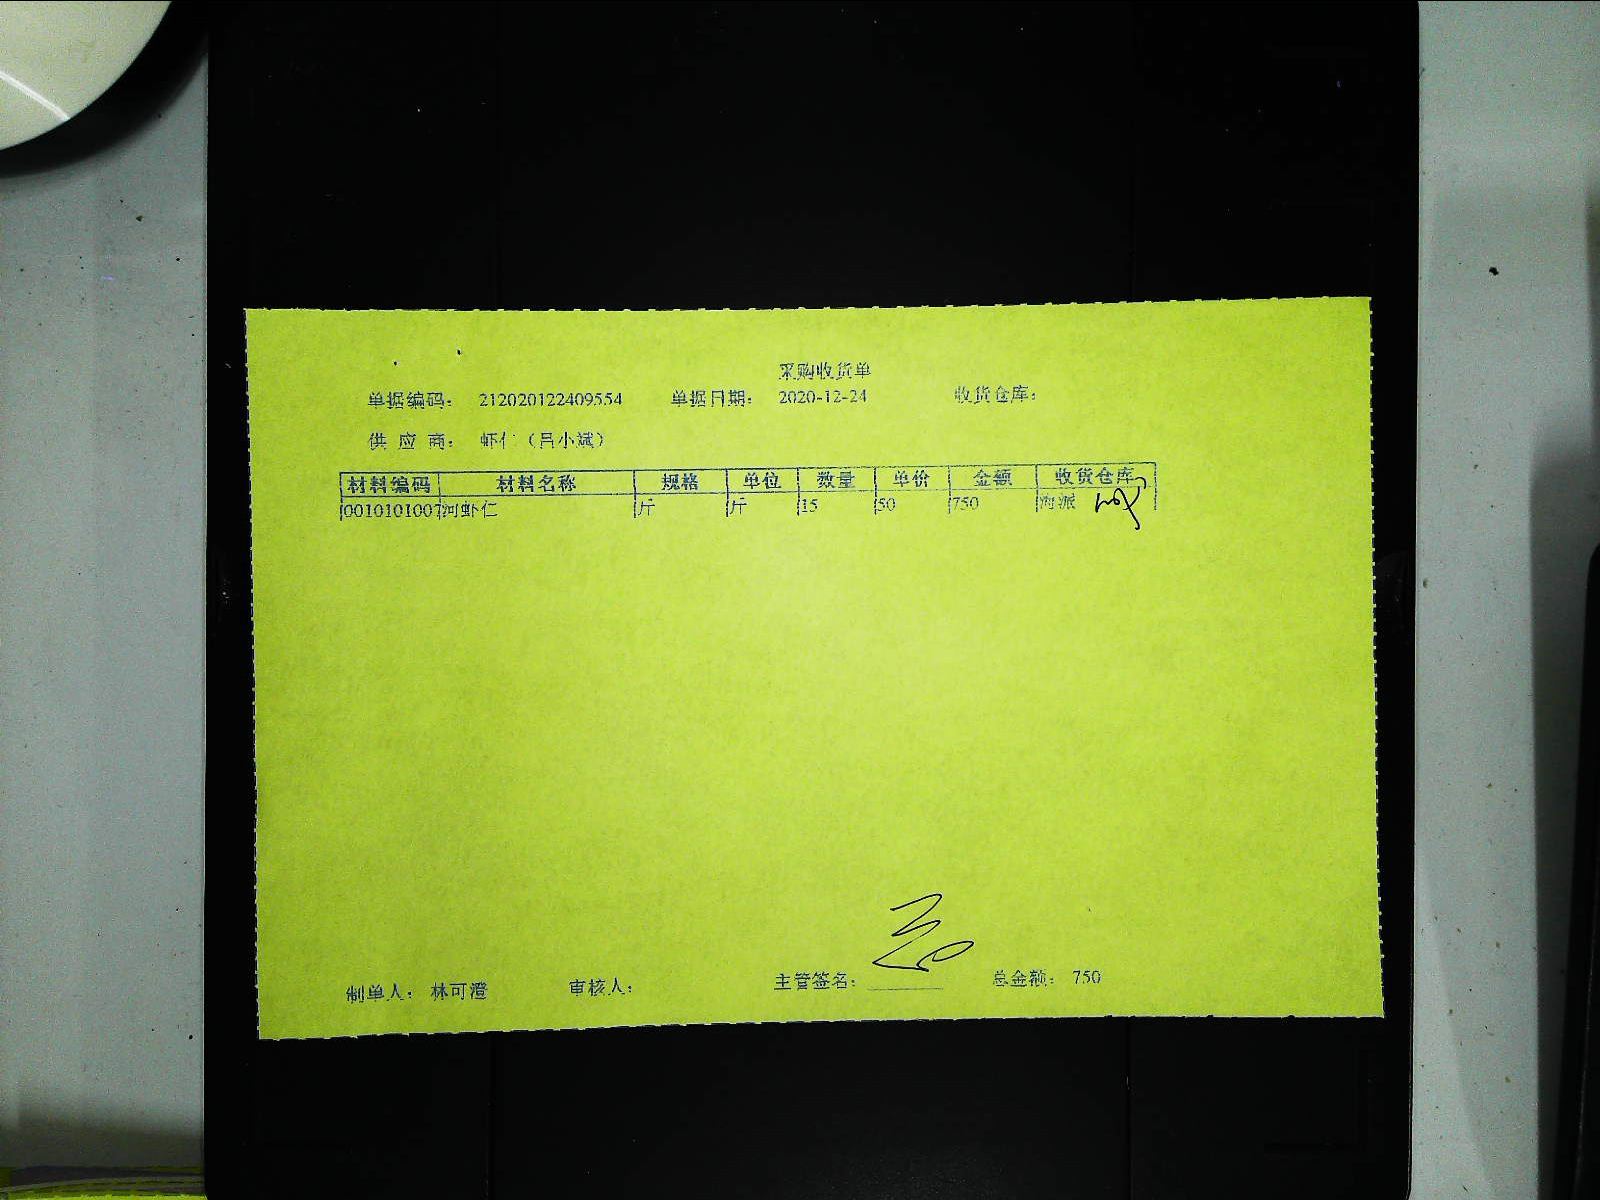 采购收货单
单据编码: 212020122409554 单据日期: 2020-12-24 收货仓库:
供 应 商: 虾仁（吕小斌）
材料编码 材料名称 规格 单位 数量 单价 金额 收货仓库
0010101007 河虾仁 斤 斤 15 50 750 海派
制单人: 林可澄 审核人: 主管签名: 总金额: 750